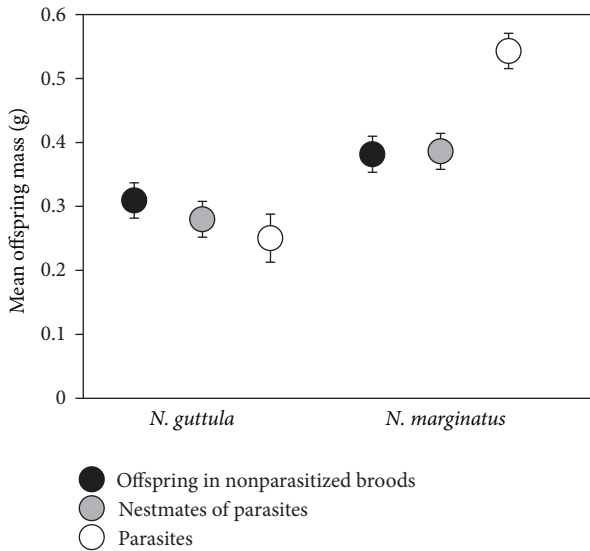 Mean offspring mass (g)
0.6
0.5
0.4
0.3
0.2
0.1
0
N. guttula
N. marginatus
Offspring in nonparasitized broods
Nestmates of parasites
Parasites